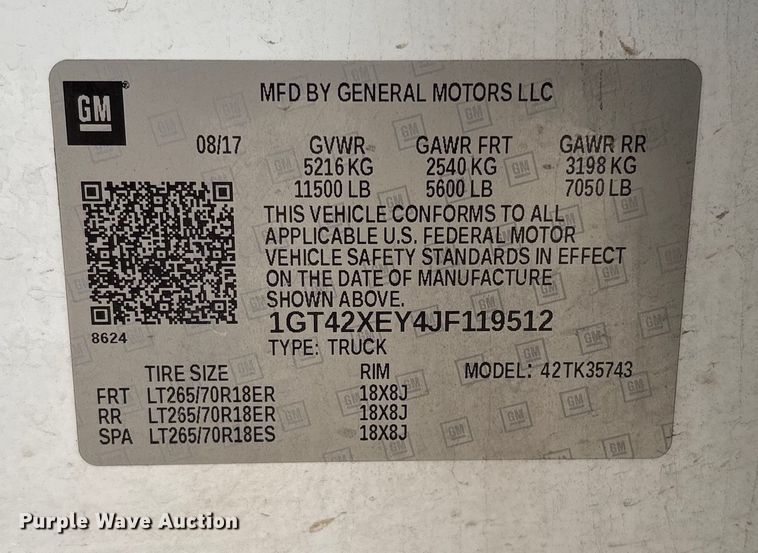 GM
MFD BY GENERAL MOTORS LLC
08/17 GVWR GAWR FRT GAWR RR
5216 KG 2540 KG 3198 KG
11500 LB 5600 LB 7050 LB
THIS VEHICLE CONFORMS TO ALL
APPLICABLE U.S. FEDERAL MOTOR
VEHICLE SAFETY STANDARDS IN EFFECT
ON THE DATE OF MANUFACTURE
SHOWN ABOVE.
8624
1GT42XEY4JF119512
TYPE: TRUCK
TIRE SIZE RIM MODEL: 42TK35743
FRT LT265/70R18ER 18X8J
RR LT265/70R18ER 18X8J
SPA LT265/70R18ES 18X8J
Purple Wave Auction